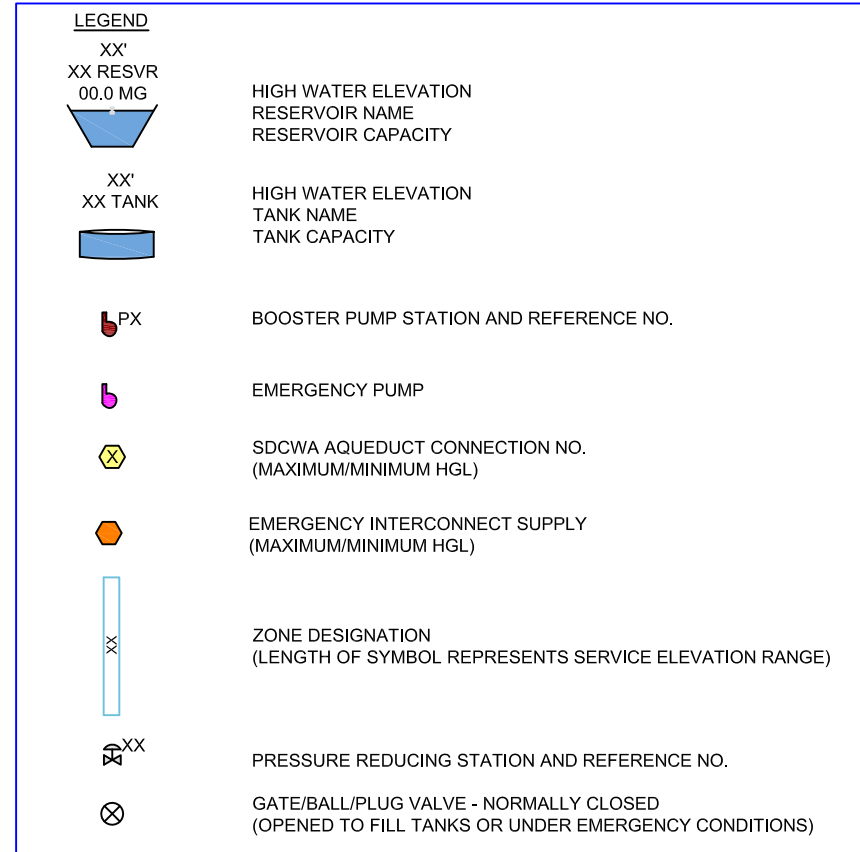 LEGEND
XX'
XX RESVR
00.0 MG
HIGH WATER ELEVATION
RESERVOIR NAME
RESERVOIR CAPACITY
XX'
XX TANK
HIGH WATER ELEVATION
TANK NAME
TANK CAPACITY
PX
BOOSTER PUMP STATION AND REFERENCE NO.
EMERGENCY PUMP
X
SDCWA AQUEDUCT CONNECTION NO.
(MAXIMUM/MINIMUM HGL)
EMERGENCY INTERCONNECT SUPPLY
(MAXIMUM/MINIMUM HGL)
XX
ZONE DESIGNATION
(LENGTH OF SYMBOL REPRESENTS SERVICE ELEVATION RANGE)
XX
PRESSURE REDUCING STATION AND REFERENCE NO.
GATE/BALL/PLUG VALVE - NORMALLY CLOSED
(OPENED TO FILL TANKS OR UNDER EMERGENCY CONDITIONS)